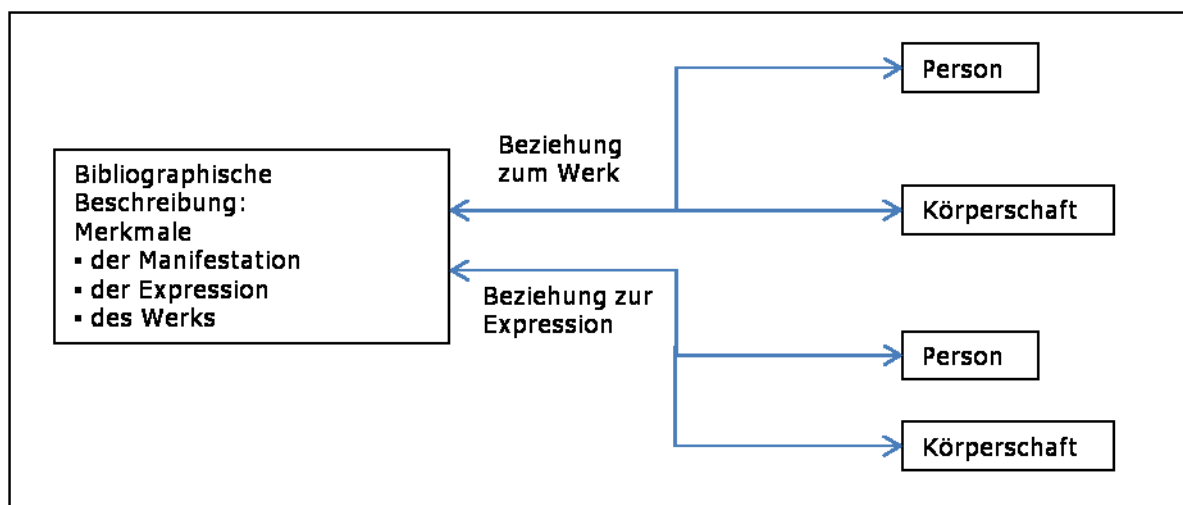 Person
Beziehung
zum Werk
Bibliographische
Beschreibung:
Merkmale
▪ der Manifestation
▪ der Expression
▪ des Werks
Körperschaft
Beziehung zur
Expression
Person
Körperschaft